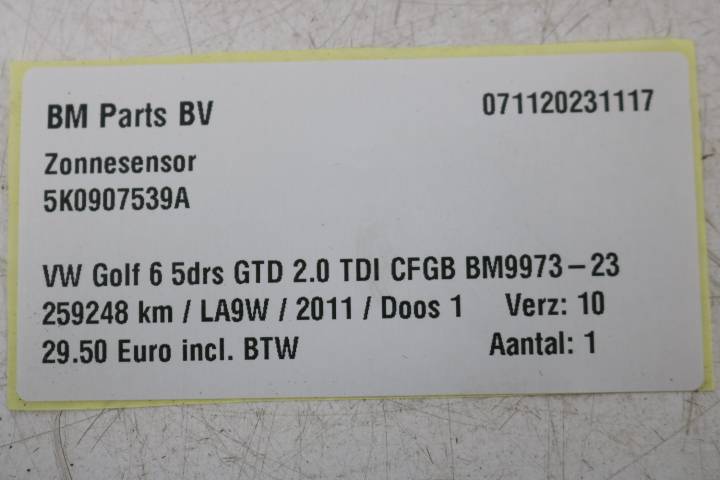 BM Parts BV 071120231117
Zonnesensor
5K0907539A
VW Golf 6 5drs GTD 2.0 TDI CFGB BM9973-23
259248 km / LA9W / 2011 / Doos 1 Verz: 10
29.50 Euro incl. BTW Aantal: 1